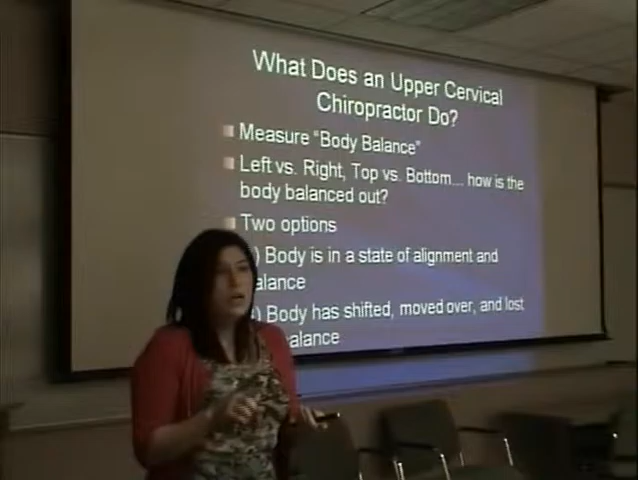 What Does an Upper Cervical
Chiropractor Do?
Measure “Body Balance”
Left vs. Right, Top vs. Bottom... how is the
body balanced out?
Two options
) Body is in a state of alignment and
alance
) Body has shifted, moved over, and lost
alance